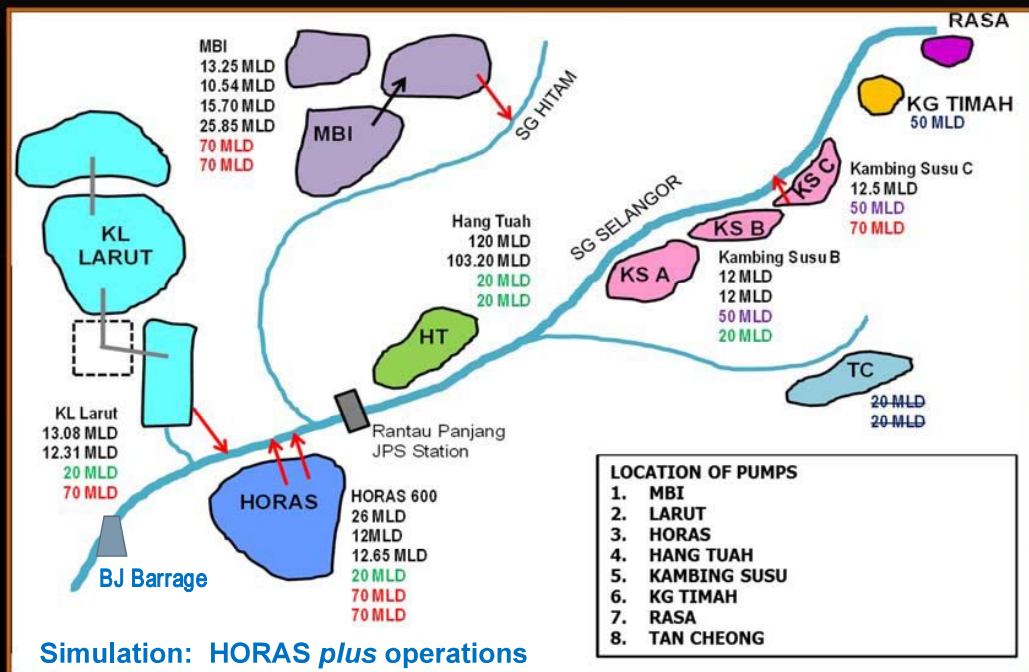 RASA
MBI
13.25 MLD
10.54 MLD
15.70 MLD
25.85 MLD
70 MLD
70 MLD
MBI
SG HITAM
KG TIMAH
50 MLD
KS C
Kambing Susu C
12.5 MLD
50 MLD
70 MLD
SG SELANGOR
KS B
KS A
Kambing Susu B
12 MLD
12 MLD
50 MLD
20 MLD
Hang Tuah
120 MLD
103.20 MLD
20 MLD
20 MLD
KL
LARUT
HT
TC
20 MLD
20 MLD
KL Larut
13.08 MLD
12.31 MLD
20 MLD
70 MLD
Rantau Panjang
JPS Station
HORAS
HORAS 600
26 MLD
12MLD
12.65 MLD
20 MLD
70 MLD
70 MLD
BJ Barrage
LOCATION OF PUMPS
1. MBI
2. LARUT
3. HORAS
4. HANG TUAH
5. KAMBING SUSU
6. KG TIMAH
7. RASA
8. TAN CHEONG
Simulation: HORAS plus operations